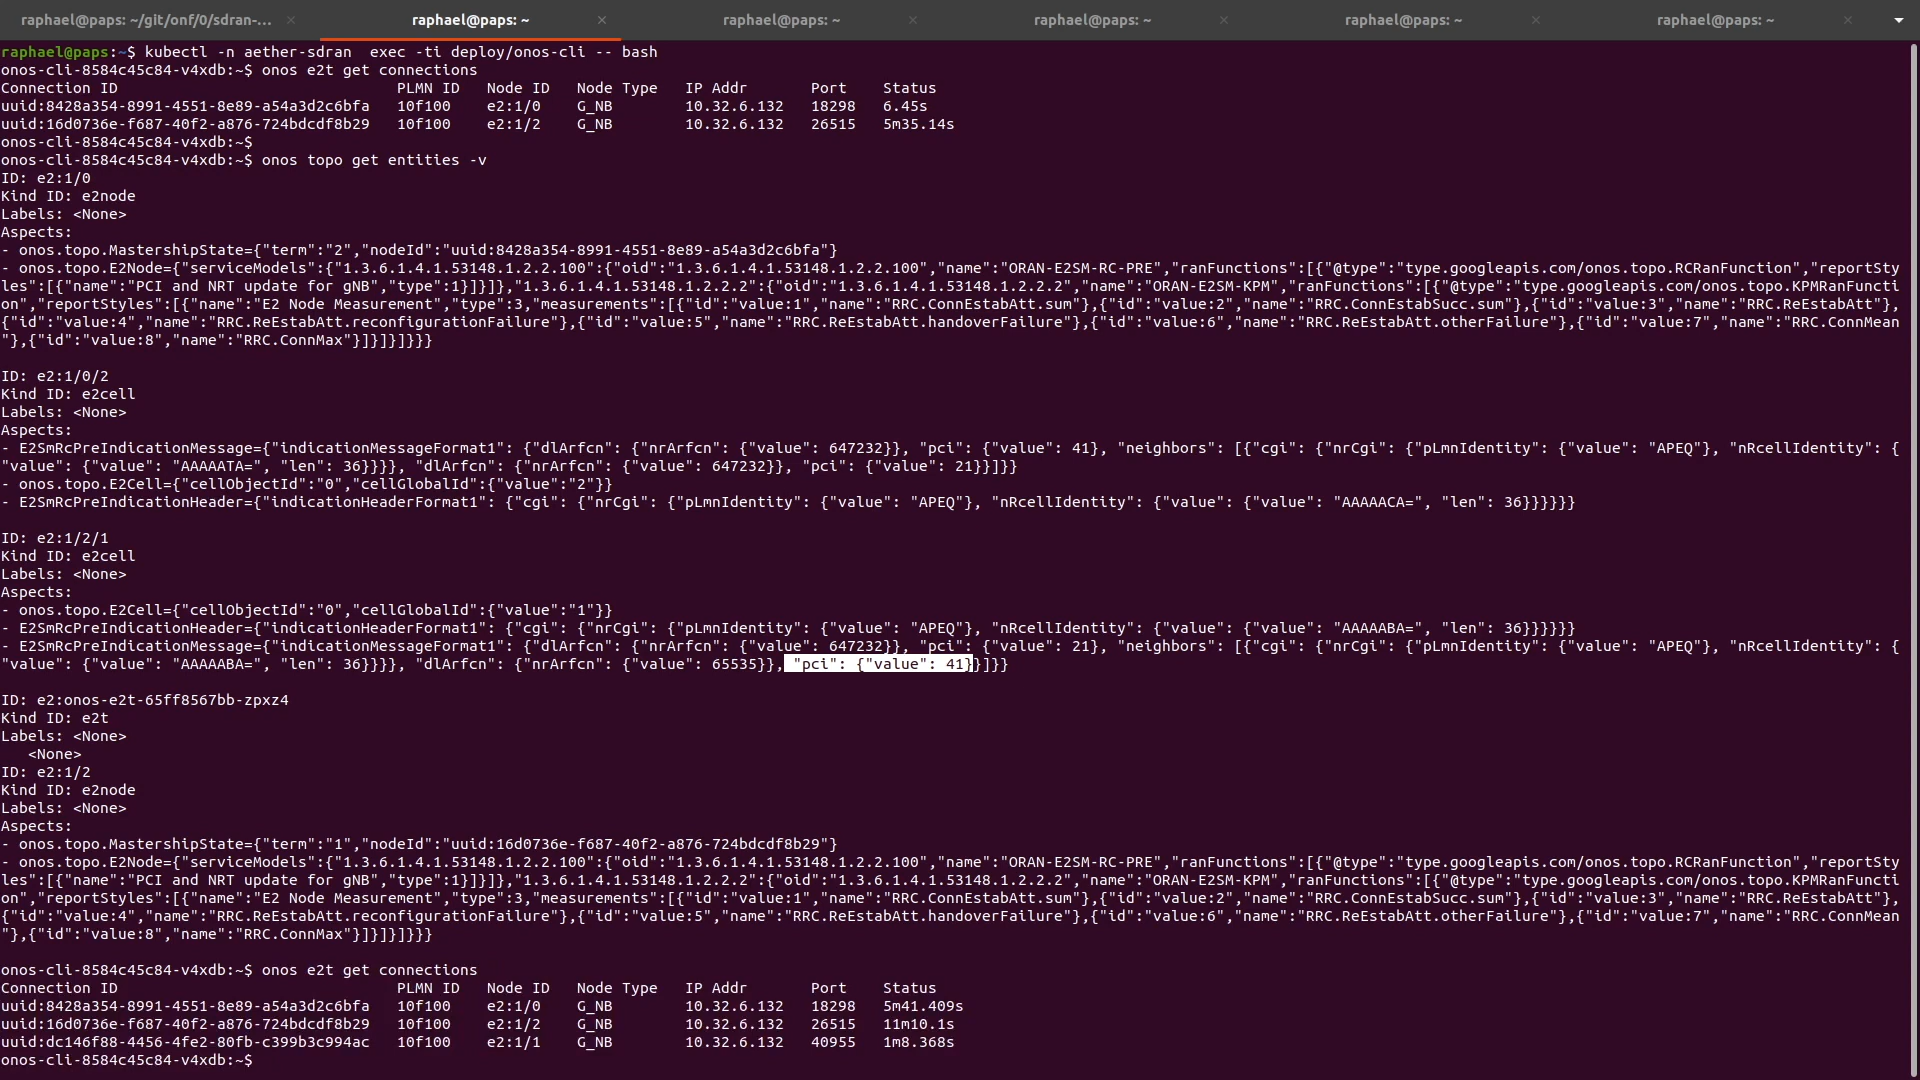 raphael@paps: ~/git/onf/0/sdran-... × raphael@paps: ~ × raphael@paps: ~ × raphael@paps: ~ × raphael@paps: ~ × raphael@paps: ~ ×
raphael@paps:~$ kubectl -n aether-sdran  exec -ti deploy/onos-cli -- bash
onos-cli-8584c45c84-v4xdb:~$ onos e2t get connections
Connection ID                               PLMN ID   Node ID   Node Type   IP Addr       Port    Status
uuid:8428a354-8991-4551-8e89-a54a3d2c6bfa   10f100    e2:1/0    G_NB        10.32.6.132   18298   6.45s
uuid:16d0736e-f687-40f2-a876-724bdcdf8b29   10f100    e2:1/2    G_NB        10.32.6.132   26515   5m35.14s
onos-cli-8584c45c84-v4xdb:~$
onos-cli-8584c45c84-v4xdb:~$ onos topo get entities -v
ID: e2:1/0
Kind ID: e2node
Labels: <None>
Aspects:
- onos.topo.MastershipState={"term":"2","nodeId":"uuid:8428a354-8991-4551-8e89-a54a3d2c6bfa"}
- onos.topo.E2Node={"serviceModels":{"1.3.6.1.4.1.53148.1.2.2.100":{"oid":"1.3.6.1.4.1.53148.1.2.2.100","name":"ORAN-E2SM-RC-PRE","ranFunctions":[{"@type":"type.googleapis.com/onos.topo.RCRanFunction","reportSty
les":[{"name":"PCI and NRT update for gNB","type":1}]}]},"1.3.6.1.4.1.53148.1.2.2.2":{"oid":"1.3.6.1.4.1.53148.1.2.2.2","name":"ORAN-E2SM-KPM","ranFunctions":[{"@type":"type.googleapis.com/onos.topo.KPMRanFuncti
on","reportStyles":[{"name":"E2 Node Measurement","type":3,"measurements":[{"id":"value:1","name":"RRC.ConnEstabAtt.sum"},{"id":"value:2","name":"RRC.ConnEstabSucc.sum"},{"id":"value:3","name":"RRC.ReEstabAtt"},
{"id":"value:4","name":"RRC.ReEstabAtt.reconfigurationFailure"},{"id":"value:5","name":"RRC.ReEstabAtt.handoverFailure"},{"id":"value:6","name":"RRC.ReEstabAtt.otherFailure"},{"id":"value:7","name":"RRC.ConnMean
"},{"id":"value:8","name":"RRC.ConnMax"}]}]}]}}}
ID: e2:1/0/2
Kind ID: e2cell
Labels: <None>
Aspects:
- E2SmRcPreIndicationMessage={"indicationMessageFormat1": {"dlArfcn": {"nrArfcn": {"value": 647232}}, "pci": {"value": 41}, "neighbors": [{"cgi": {"nrCgi": {"pLmnIdentity": {"value": "APEQ"}, "nRcellIdentity": {
"value": {"value": "AAAAATA=", "len": 36}}}}, "dlArfcn": {"nrArfcn": {"value": 647232}}, "pci": {"value": 21}}]}}
- onos.topo.E2Cell={"cellObjectId":"0","cellGlobalId":{"value":"2"}}
- E2SmRcPreIndicationHeader={"indicationHeaderFormat1": {"cgi": {"nrCgi": {"pLmnIdentity": {"value": "APEQ"}, "nRcellIdentity": {"value": {"value": "AAAAACA=", "len": 36}}}}}}
ID: e2:1/2/1
Kind ID: e2cell
Labels: <None>
Aspects:
- onos.topo.E2Cell={"cellObjectId":"0","cellGlobalId":{"value":"1"}}
- E2SmRcPreIndicationHeader={"indicationHeaderFormat1": {"cgi": {"nrCgi": {"pLmnIdentity": {"value": "APEQ"}, "nRcellIdentity": {"value": {"value": "AAAAABA=", "len": 36}}}}}}
- E2SmRcPreIndicationMessage={"indicationMessageFormat1": {"dlArfcn": {"nrArfcn": {"value": 647232}}, "pci": {"value": 21}, "neighbors": [{"cgi": {"nrCgi": {"pLmnIdentity": {"value": "APEQ"}, "nRcellIdentity": {
"value": {"value": "AAAAABA=", "len": 36}}}}, "dlArfcn": {"nrArfcn": {"value": 65535}}, "pci": {"value": 41}}]}}
ID: e2:onos-e2t-65ff8567bb-zpxz4
Kind ID: e2t
Labels: <None>
   <None>
ID: e2:1/2
Kind ID: e2node
Labels: <None>
Aspects:
- onos.topo.MastershipState={"term":"1","nodeId":"uuid:16d0736e-f687-40f2-a876-724bdcdf8b29"}
- onos.topo.E2Node={"serviceModels":{"1.3.6.1.4.1.53148.1.2.2.100":{"oid":"1.3.6.1.4.1.53148.1.2.2.100","name":"ORAN-E2SM-RC-PRE","ranFunctions":[{"@type":"type.googleapis.com/onos.topo.RCRanFunction","reportSty
les":[{"name":"PCI and NRT update for gNB","type":1}]}]},"1.3.6.1.4.1.53148.1.2.2.2":{"oid":"1.3.6.1.4.1.53148.1.2.2.2","name":"ORAN-E2SM-KPM","ranFunctions":[{"@type":"type.googleapis.com/onos.topo.KPMRanFuncti
on","reportStyles":[{"name":"E2 Node Measurement","type":3,"measurements":[{"id":"value:1","name":"RRC.ConnEstabAtt.sum"},{"id":"value:2","name":"RRC.ConnEstabSucc.sum"},{"id":"value:3","name":"RRC.ReEstabAtt"},
{"id":"value:4","name":"RRC.ReEstabAtt.reconfigurationFailure"},{"id":"value:5","name":"RRC.ReEstabAtt.handoverFailure"},{"id":"value:6","name":"RRC.ReEstabAtt.otherFailure"},{"id":"value:7","name":"RRC.ConnMean
"},{"id":"value:8","name":"RRC.ConnMax"}]}]}]}}}
onos-cli-8584c45c84-v4xdb:~$ onos e2t get connections
Connection ID                               PLMN ID   Node ID   Node Type   IP Addr       Port    Status
uuid:8428a354-8991-4551-8e89-a54a3d2c6bfa   10f100    e2:1/0    G_NB        10.32.6.132   18298   5m41.409s
uuid:16d0736e-f687-40f2-a876-724bdcdf8b29   10f100    e2:1/2    G_NB        10.32.6.132   26515   11m10.1s
uuid:dc146f88-4456-4fe2-80fb-c399b3c994ac   10f100    e2:1/1    G_NB        10.32.6.132   40955   1m8.368s
onos-cli-8584c45c84-v4xdb:~$